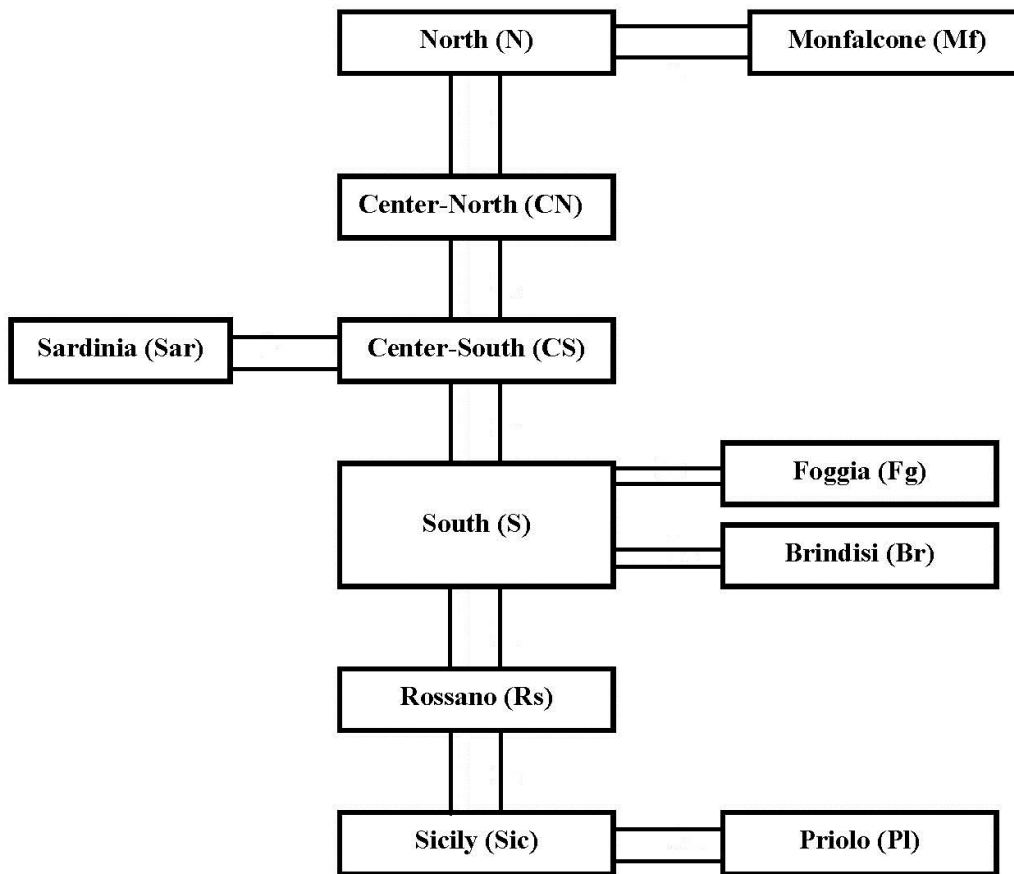 North (N)
Monfalcone (Mf)
Center-North (CN)
Sardinia (Sar)
Center-South (CS)
Foggia (Fg)
South (S)
Brindisi (Br)
Rossano (Rs)
Sicily (Sic)
Priolo (Pl)